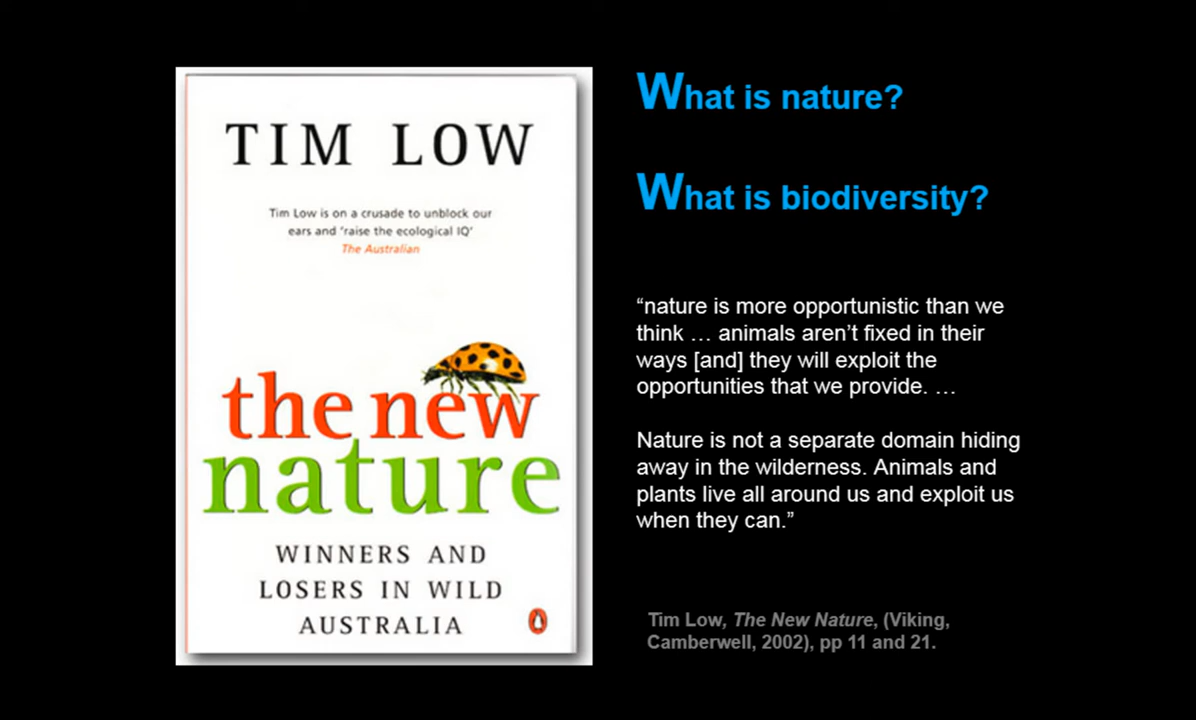 TIM LOW
Tim Low is on a crusade to unblock our
ears and ‘raise the ecological IQ’
The Australian
the new
nature
WINNERS AND
LOSERS IN WILD
AUSTRALIA
What is nature?
What is biodiversity?
“nature is more opportunistic than we
think … animals aren’t fixed in their
ways [and] they will exploit the
opportunities that we provide. …
Nature is not a separate domain hiding
away in the wilderness. Animals and
plants live all around us and exploit us
when they can.”
Tim Low, The New Nature, (Viking,
Camberwell, 2002), pp 11 and 21.